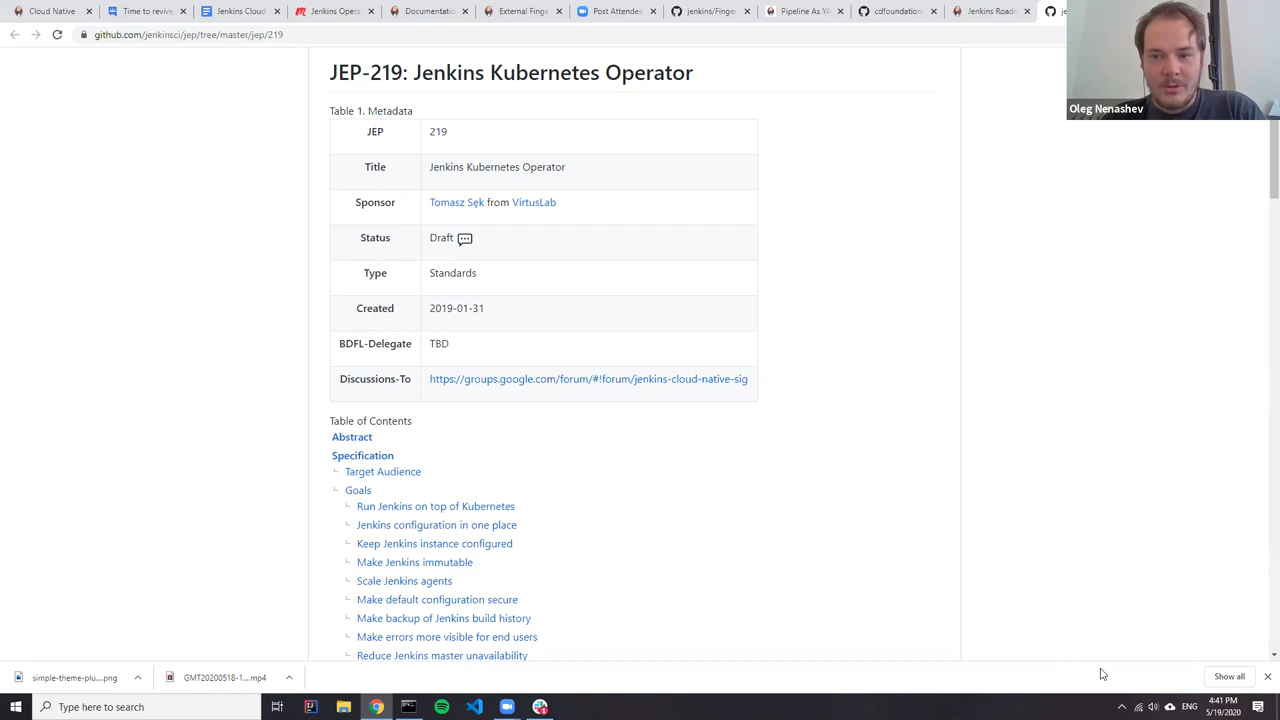 Cloud Native
Time to revive
Jenkins Cloud
Jenkins Opera
Documentatio
External Finge
Post Attende
jenkins/Finger
Pipeline As YA
cdfoundation
Jenkins Road
je
github.com/jenkinsci/jep/tree/master/jep/219
Oleg Nenashev
JEP-219: Jenkins Kubernetes Operator
Table 1. Metadata
JEP 219
Title Jenkins Kubernetes Operator
Sponsor Tomasz Sęk from VirtusLab
Status Draft
Type Standards
Created 2019-01-31
BDFL-Delegate TBD
Discussions-To https://groups.google.com/forum/#!forum/jenkins-cloud-native-sig
Table of Contents
Abstract
Specification
Target Audience
Goals
Run Jenkins on top of Kubernetes
Jenkins configuration in one place
Keep Jenkins instance configured
Make Jenkins immutable
Scale Jenkins agents
Make default configuration secure
Make backup of Jenkins build history
Make errors more visible for end users
Reduce Jenkins master unavailability
simple-theme-plu....png
GMT20200518-1....mp4
Show all
Type here to search
ENG
4:41 PM
5/19/2020